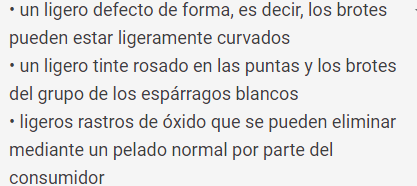 • un ligero defecto de forma, es decir, los brotes
pueden estar ligeramente curvados
• un ligero tinte rosado en las puntas y los brotes
del grupo de los espárragos blancos
• ligeros rastros de óxido que se pueden eliminar
mediante un pelado normal por parte del
consumidor